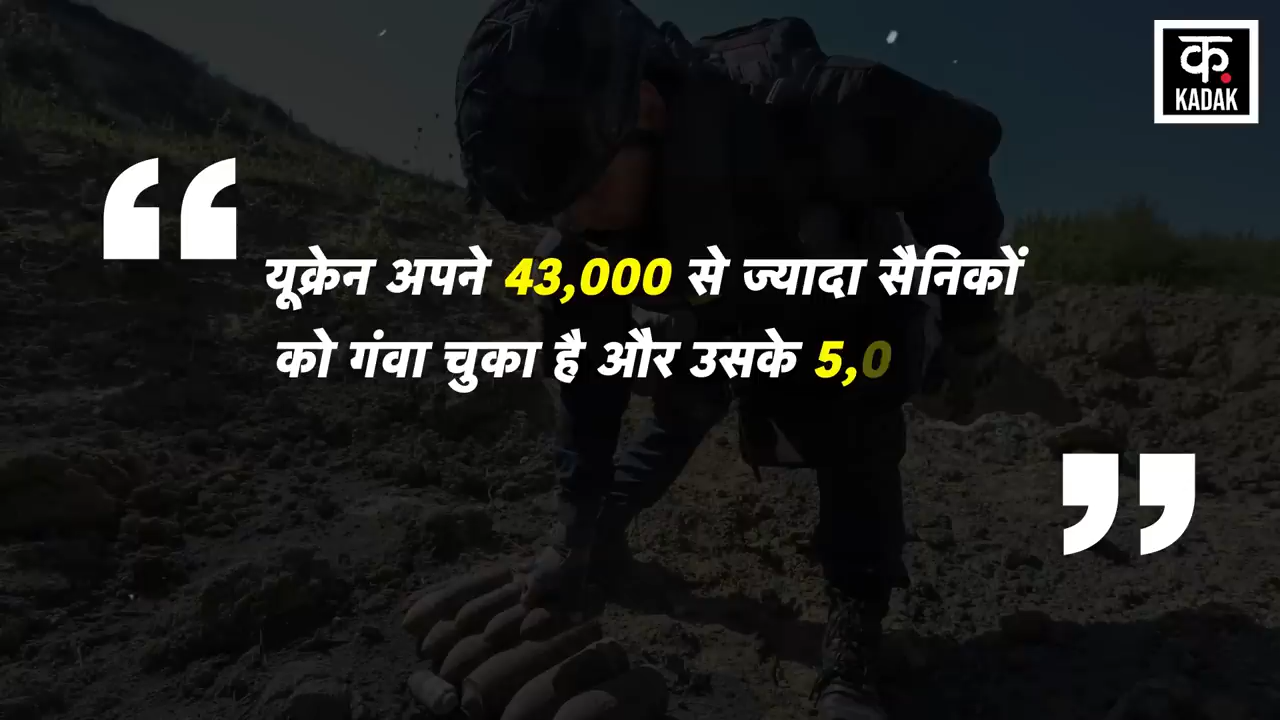 क
KADAK
“
यूक्रेन अपने 43,000 से ज्यादा सैनिकों
को गंवा चुका है और उसके 5,0
”